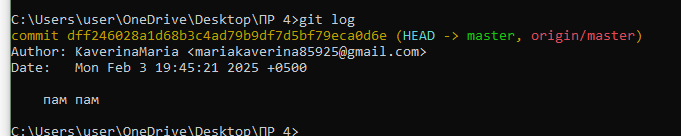 C:\Users\user\OneDrive\Desktop\ПР 4>git log
commit dff246028a1d68b3c4ad79b9df7d5bf79eca0d6e (HEAD -> master, origin/master)
Author: KaverinaMaria <mariakaverina85925@gmail.com>
Date:   Mon Feb 3 19:45:21 2025 +0500
    пам пам
C:\Users\user\OneDrive\Desktop\ПР 4>